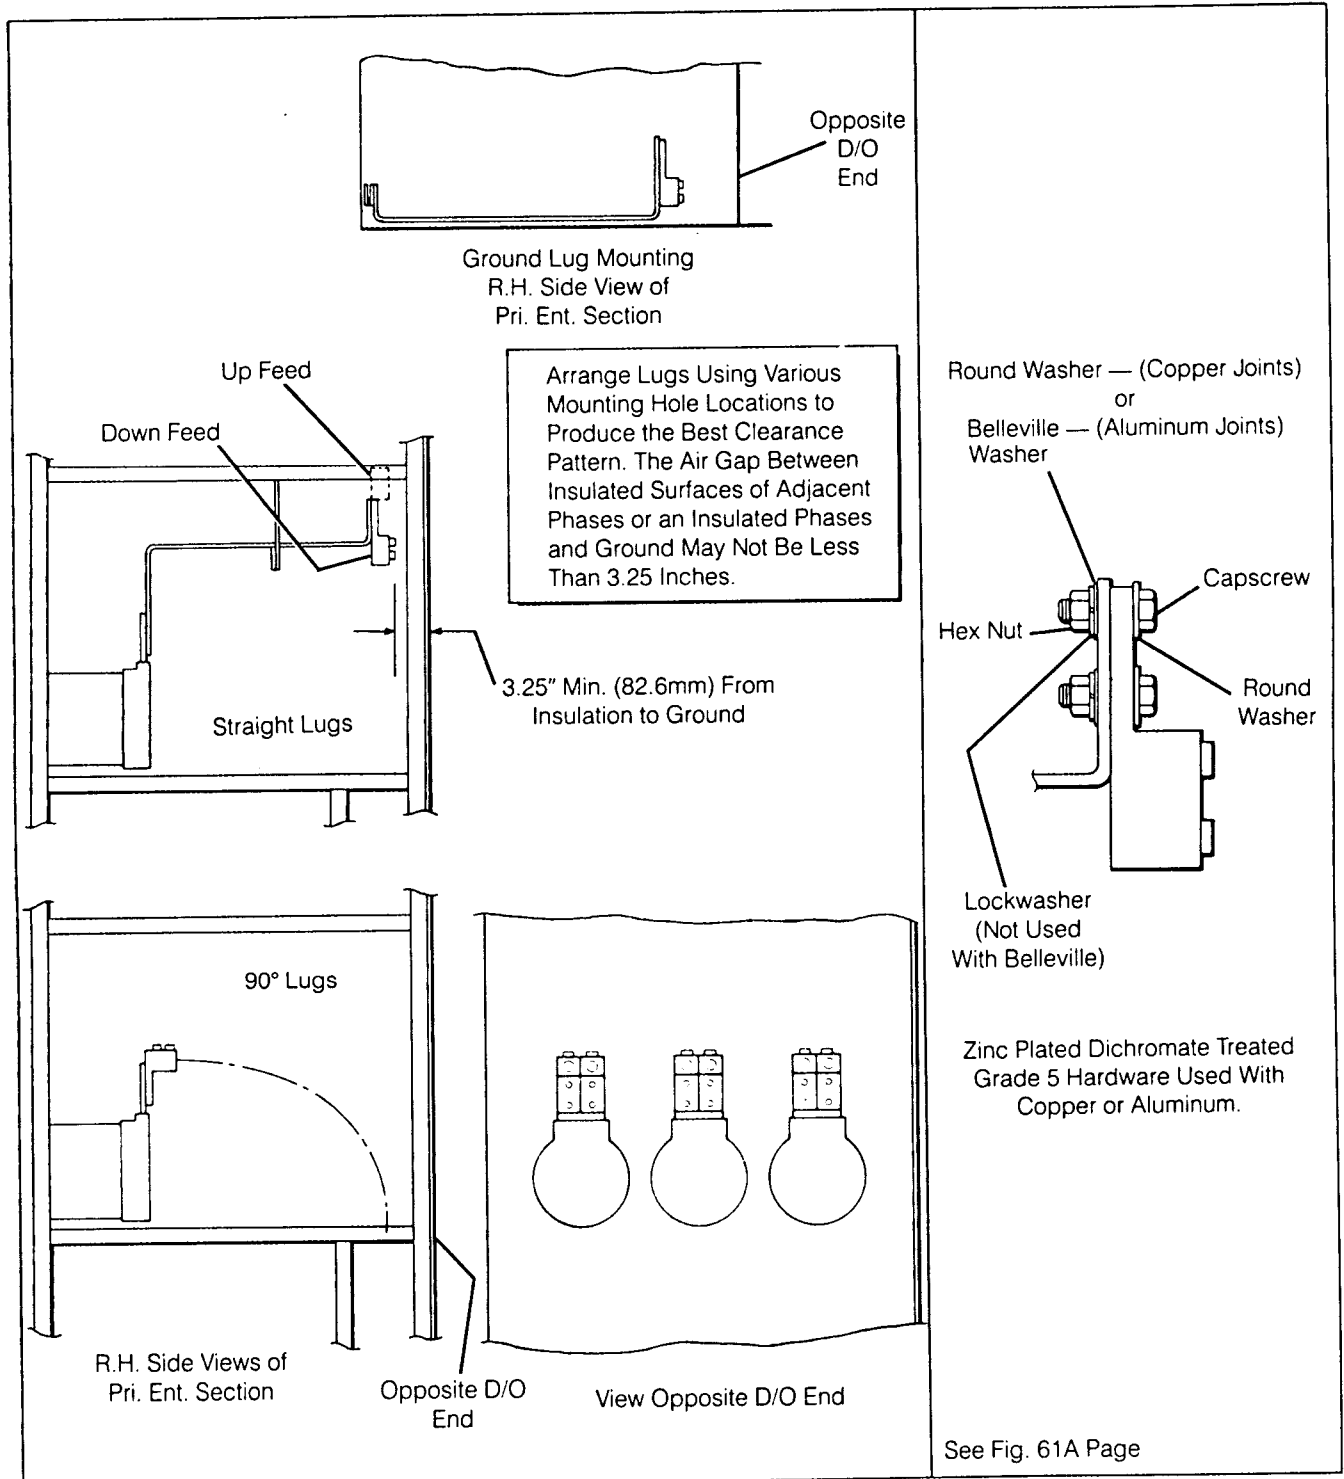 Opposite
D/O
End
Ground Lug Mounting
R.H. Side View of
Pri. Ent. Section
Up Feed
Down Feed
Arrange Lugs Using Various
Mounting Hole Locations to
Produce the Best Clearance
Pattern. The Air Gap Between
Insulated Surfaces of Adjacent
Phases or an Insulated Phases
and Ground May Not Be Less
Than 3.25 Inches.
3.25" Min. (82.6mm) From
Insulation to Ground
Straight Lugs
90° Lugs
R.H. Side Views of
Pri. Ent. Section
Opposite D/O
End
View Opposite D/O End
Round Washer — (Copper Joints)
or
Belleville — (Aluminum Joints)
Washer
Capscrew
Hex Nut
Round
Washer
Lockwasher
(Not Used
With Belleville)
Zinc Plated Dichromate Treated
Grade 5 Hardware Used With
Copper or Aluminum.
See Fig. 61A Page